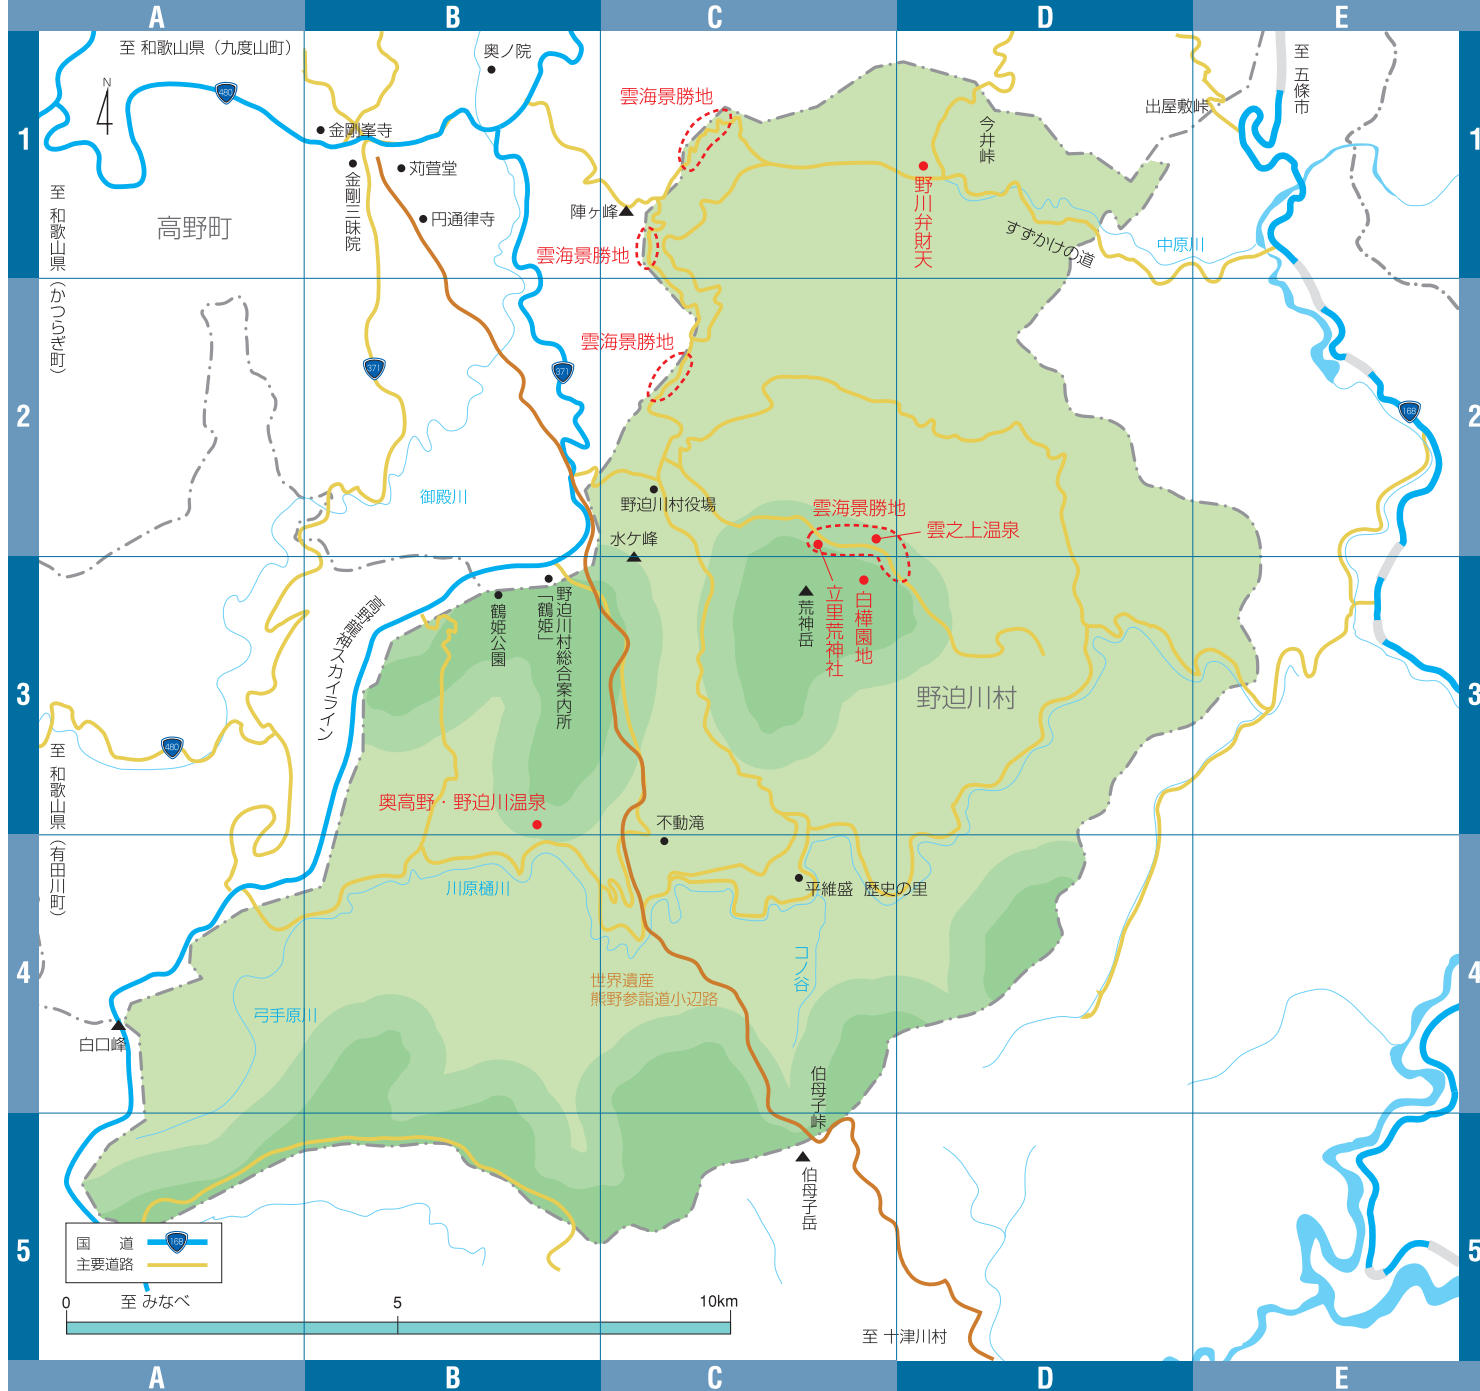 A
B
C
D
E
1
2
3
4
5
1
2
3
4
5
A
B
C
D
E
至 和歌山県（九度山町）
N
480
奥ノ院
金剛峯寺
苅萱堂
金剛三昧院
円通律寺
至 和歌山県（かつらぎ町）
高野町
雲海景勝地
陣ヶ峰
雲海景勝地
雲海景勝地
今井峠
野川弁財天
すずかけの道
中原川
出屋敷峠
至 五條市
371
371
168
御殿川
野迫川村役場
水ケ峰
雲海景勝地
雲之上温泉
荒神岳
立里荒神社
白樺園地
野迫川村
鶴姫公園
野迫川村総合案内所
「鶴姫」
高野龍神スカイライン
480
至 和歌山県（有田川町）
奥高野・野迫川温泉
不動滝
平維盛 歴史の里
川原樋川
コノ谷
世界遺産
熊野参詣道小辺路
弓手原川
白口峰
伯母子峠
伯母子岳
国　道
168
主要道路
至 みなべ
0
5
10km
至 十津川村